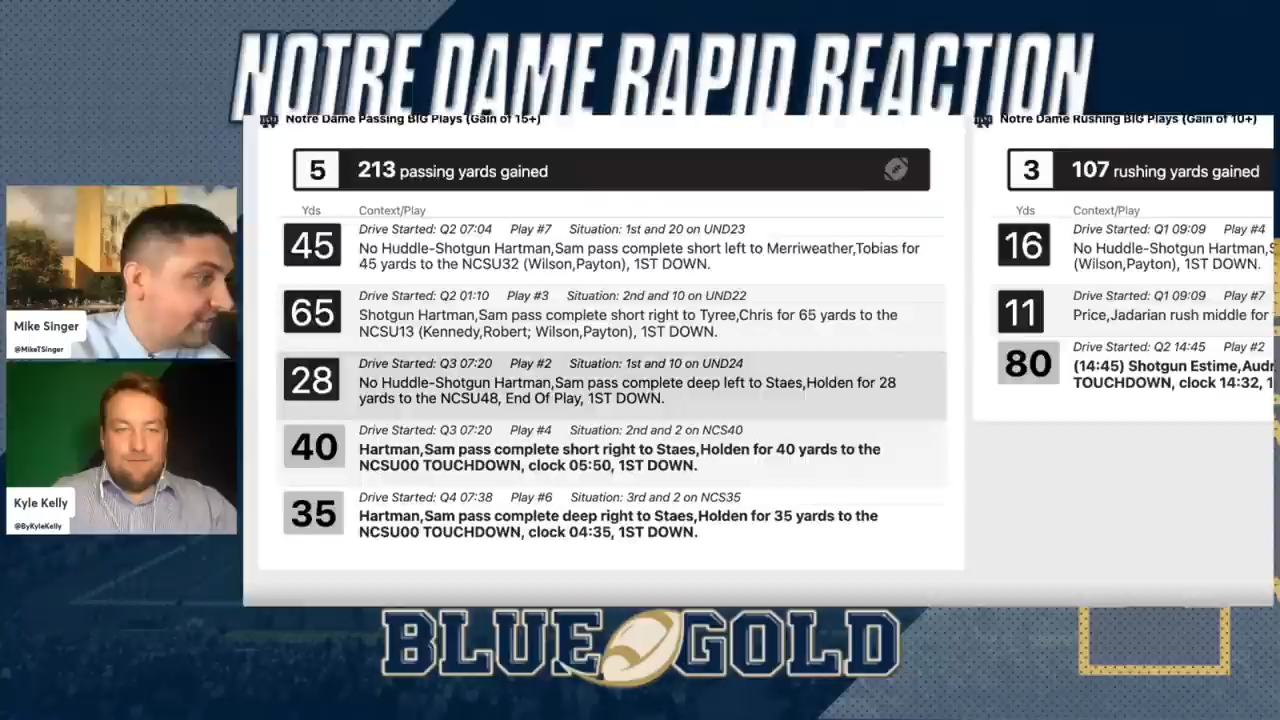 NOTRE DAME RAPID REACTION
Notre Dame Passing BIG Plays (Gain of 15+)
5 213 passing yards gained
Yds Context/Play
45 Drive Started: Q2 07:04 Play #7 Situation: 1st and 20 on UND23
No Huddle-Shotgun Hartman,Sam pass complete short left to Merriweather,Tobias for
45 yards to the NCSU32 (Wilson,Payton), 1ST DOWN.
65 Drive Started: Q2 01:10 Play #3 Situation: 2nd and 10 on UND22
Shotgun Hartman,Sam pass complete short right to Tyree,Chris for 65 yards to the
NCSU13 (Kennedy,Robert; Wilson,Payton), 1ST DOWN.
28 Drive Started: Q3 07:20 Play #2 Situation: 1st and 10 on UND24
No Huddle-Shotgun Hartman,Sam pass complete deep left to Staes,Holden for 28
yards to the NCSU48, End Of Play, 1ST DOWN.
40 Drive Started: Q3 07:20 Play #4 Situation: 2nd and 2 on NCS40
Hartman,Sam pass complete short right to Staes,Holden for 40 yards to the
NCSU00 TOUCHDOWN, clock 05:50, 1ST DOWN.
35 Drive Started: Q4 07:38 Play #6 Situation: 3rd and 2 on NCS35
Hartman,Sam pass complete deep right to Staes,Holden for 35 yards to the
NCSU00 TOUCHDOWN, clock 04:35, 1ST DOWN.
Notre Dame Rushing BIG Plays (Gain of 10+)
3 107 rushing yards gained
Yds Context/Play
16 Drive Started: Q1 09:09 Play #4
No Huddle-Shotgun Hartman,S
(Wilson,Payton), 1ST DOWN.
11 Drive Started: Q1 09:09 Play #7
Price,Jadarian rush middle for
80 Drive Started: Q2 14:45 Play #2
(14:45) Shotgun Estime,Audr
TOUCHDOWN, clock 14:32, 1
Mike Singer
@MikeTSinger
Kyle Kelly
@ByKyleKelly
BLUE GOLD